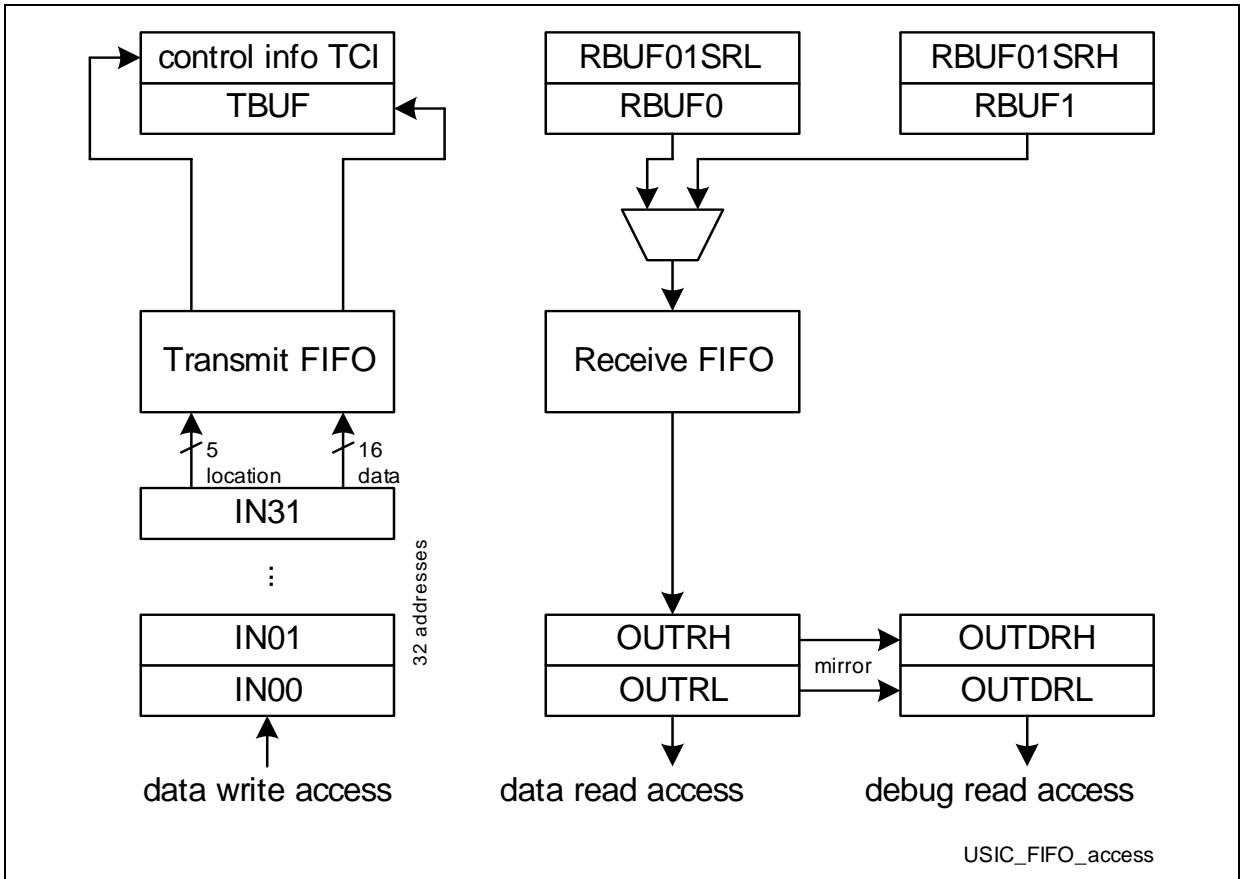 control info TCI
TBUF
RBUF01SRL
RBUF0
RBUF01SRH
RBUF1
Transmit FIFO
Receive FIFO
5
location
16
data
IN31
...
IN01
IN00
32 addresses
OUTRH
OUTRL
mirror
OUTDRH
OUTDRL
data write access
data read access
debug read access
USIC_FIFO_access